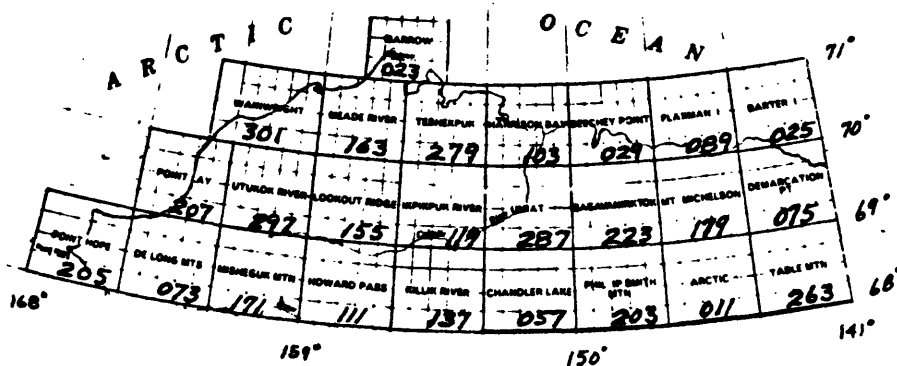 ARCTIC OCEAN
BARROW
023
71°
WAINWRIGHT MEADE RIVER TESHEKPUK HARRISON BAY BEECHEY POINT FLAXMAN I BARTER I
301 163 279 103 029 089 025
70°
POINT LAY UTUKOK RIVER LOOKOUT RIDGE IKPIKPUK RIVER UMIAT SAGAVANIRKTOK MT MICHELSON DEMARCATION PT
207 297 155 119 287 223 179 075
69°
POINT HOPE DE LONG MTS MISHEGUK MTN HOWARD PASS KILLIK RIVER CHANDLER LAKE PHILIP SMITH MTN ARCTIC TABLE MTN
205 073 171 111 137 057 203 011 263
68°
168° 159° 150° 141°